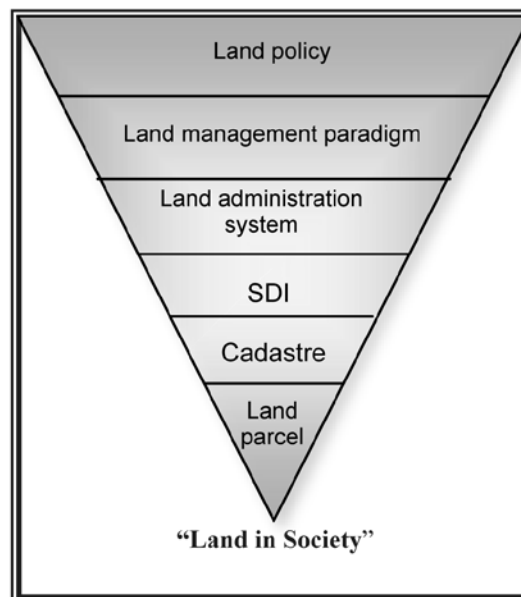 Land policy
Land management paradigm
Land administration
system
SDI
Cadastre
Land
parcel
“Land in Society”